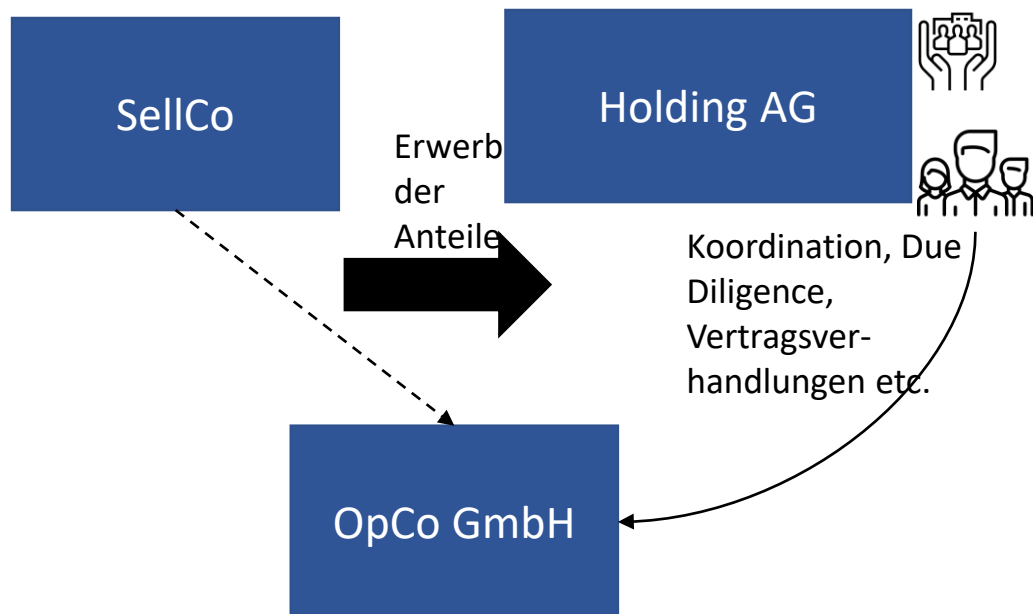 SellCo
Holding AG
Erwerb
der
Anteile
Koordination, Due
Diligence,
Vertragsver-
handlungen etc.
OpCo GmbH